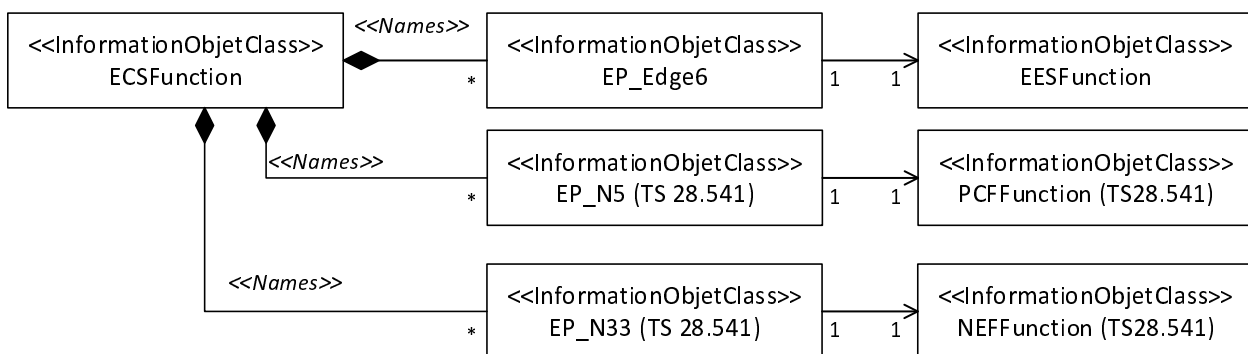 <<InformationObjetClass>>
ECSFunction
<<Names>>
*
<<InformationObjetClass>>
EP_Edge6
1
1
<<InformationObjetClass>>
EESFunction
<<Names>>
*
<<InformationObjetClass>>
EP_N5 (TS 28.541)
1
1
<<InformationObjetClass>>
PCFFunction (TS28.541)
<<Names>>
*
<<InformationObjetClass>>
EP_N33 (TS 28.541)
1
1
<<InformationObjetClass>>
NEFFunction (TS28.541)